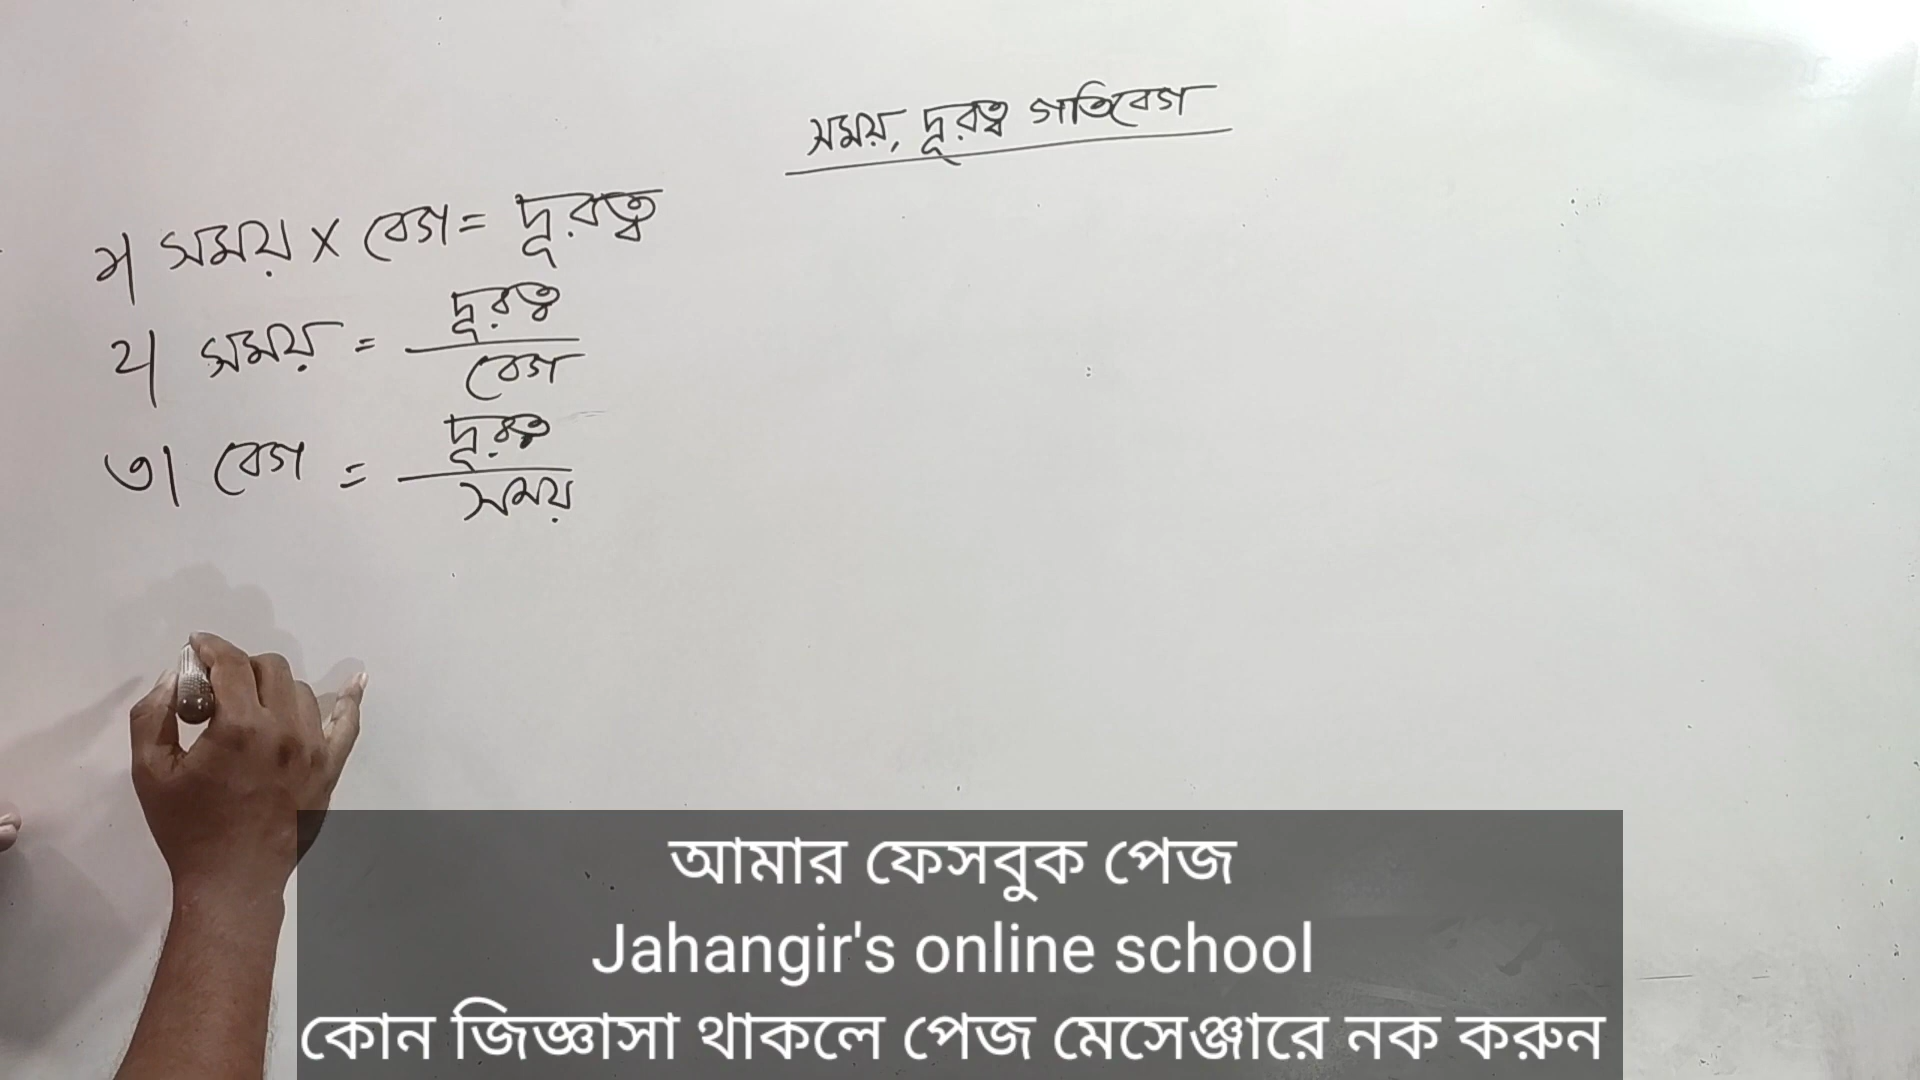 সময়, দূরত্ব গতিবেগ
১। সময় × বেগ = দূরত্ব
২। সময় = দূরত্ব / বেগ
৩। বেগ = দূরত্ব / সময়
আমার ফেসবুক পেজ
Jahangir's online school
কোন জিজ্ঞাসা থাকলে পেজ মেসেঞ্জারে নক করুন